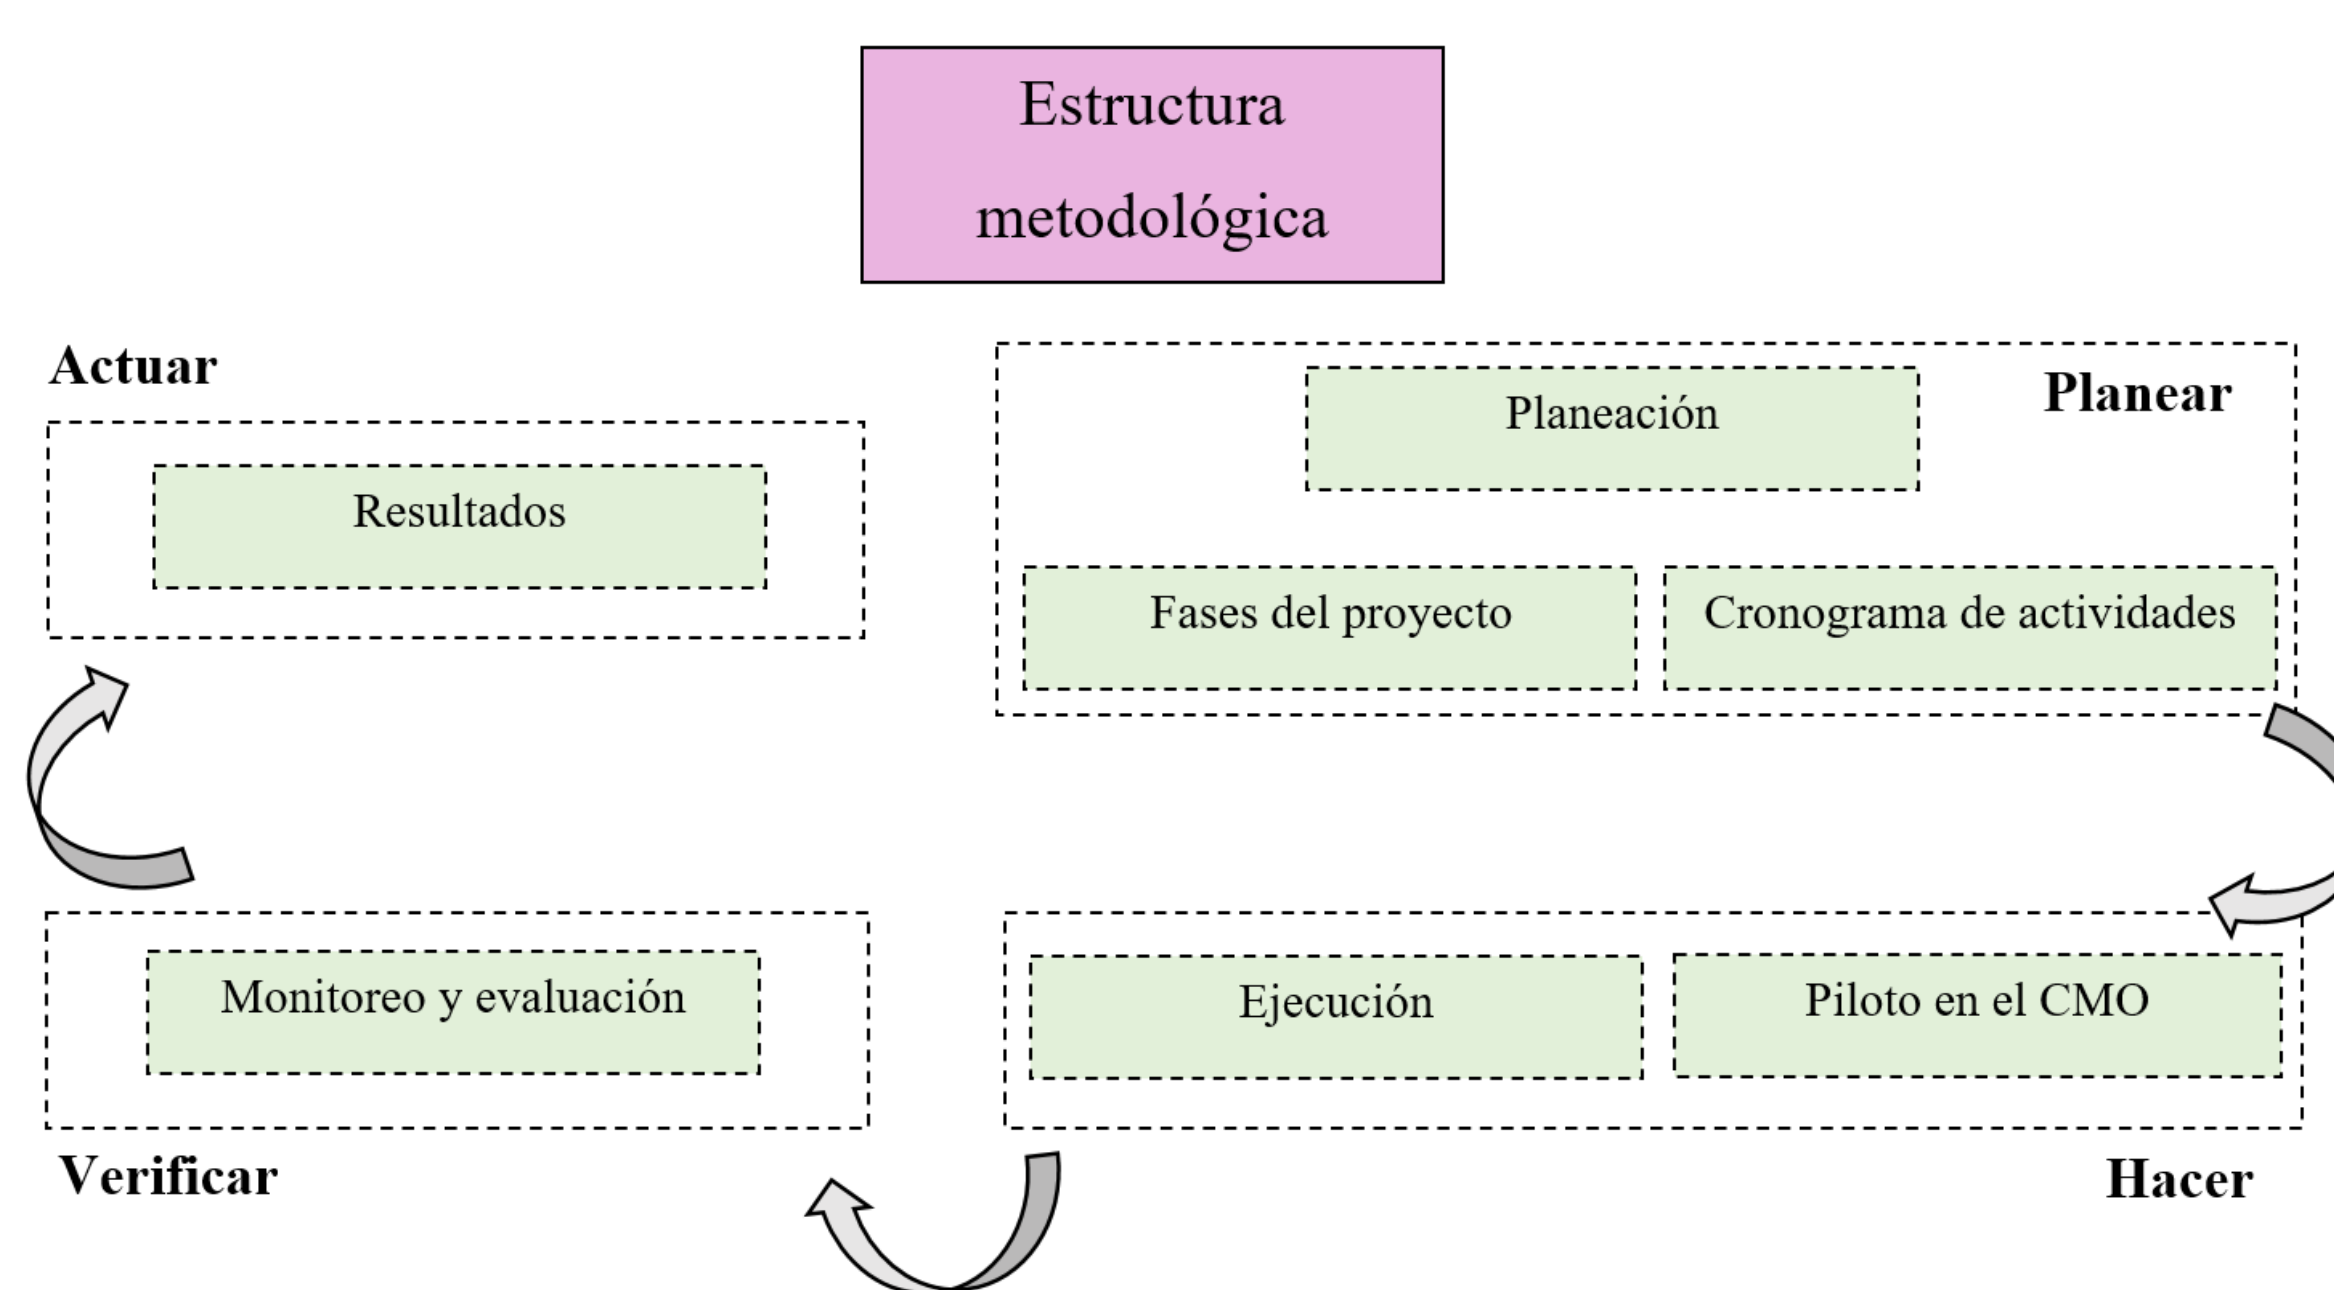 Estructura
metodológica
Actuar
Resultados
Planear
Planeación
Fases del proyecto
Cronograma de actividades
Monitoreo y evaluación
Verificar
Ejecución
Piloto en el CMO
Hacer